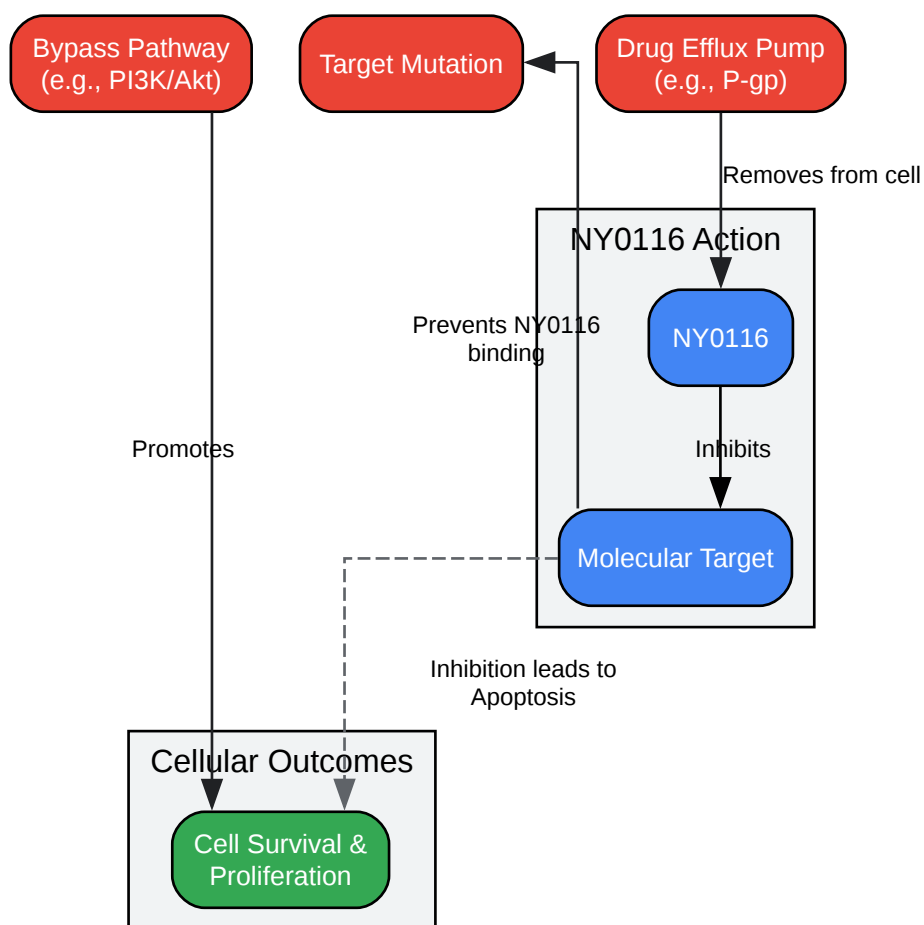 Bypass Pathway
(e.g., PI3K/Akt)
Target Mutation
Drug Efflux Pump
(e.g., P-gp)
Removes from cell
NY0116 Action
Prevents NY0116
binding
NY0116
Promotes
Inhibits
Molecular Target
Inhibition leads to
Apoptosis
Cellular Outcomes
Cell Survival &
Proliferation